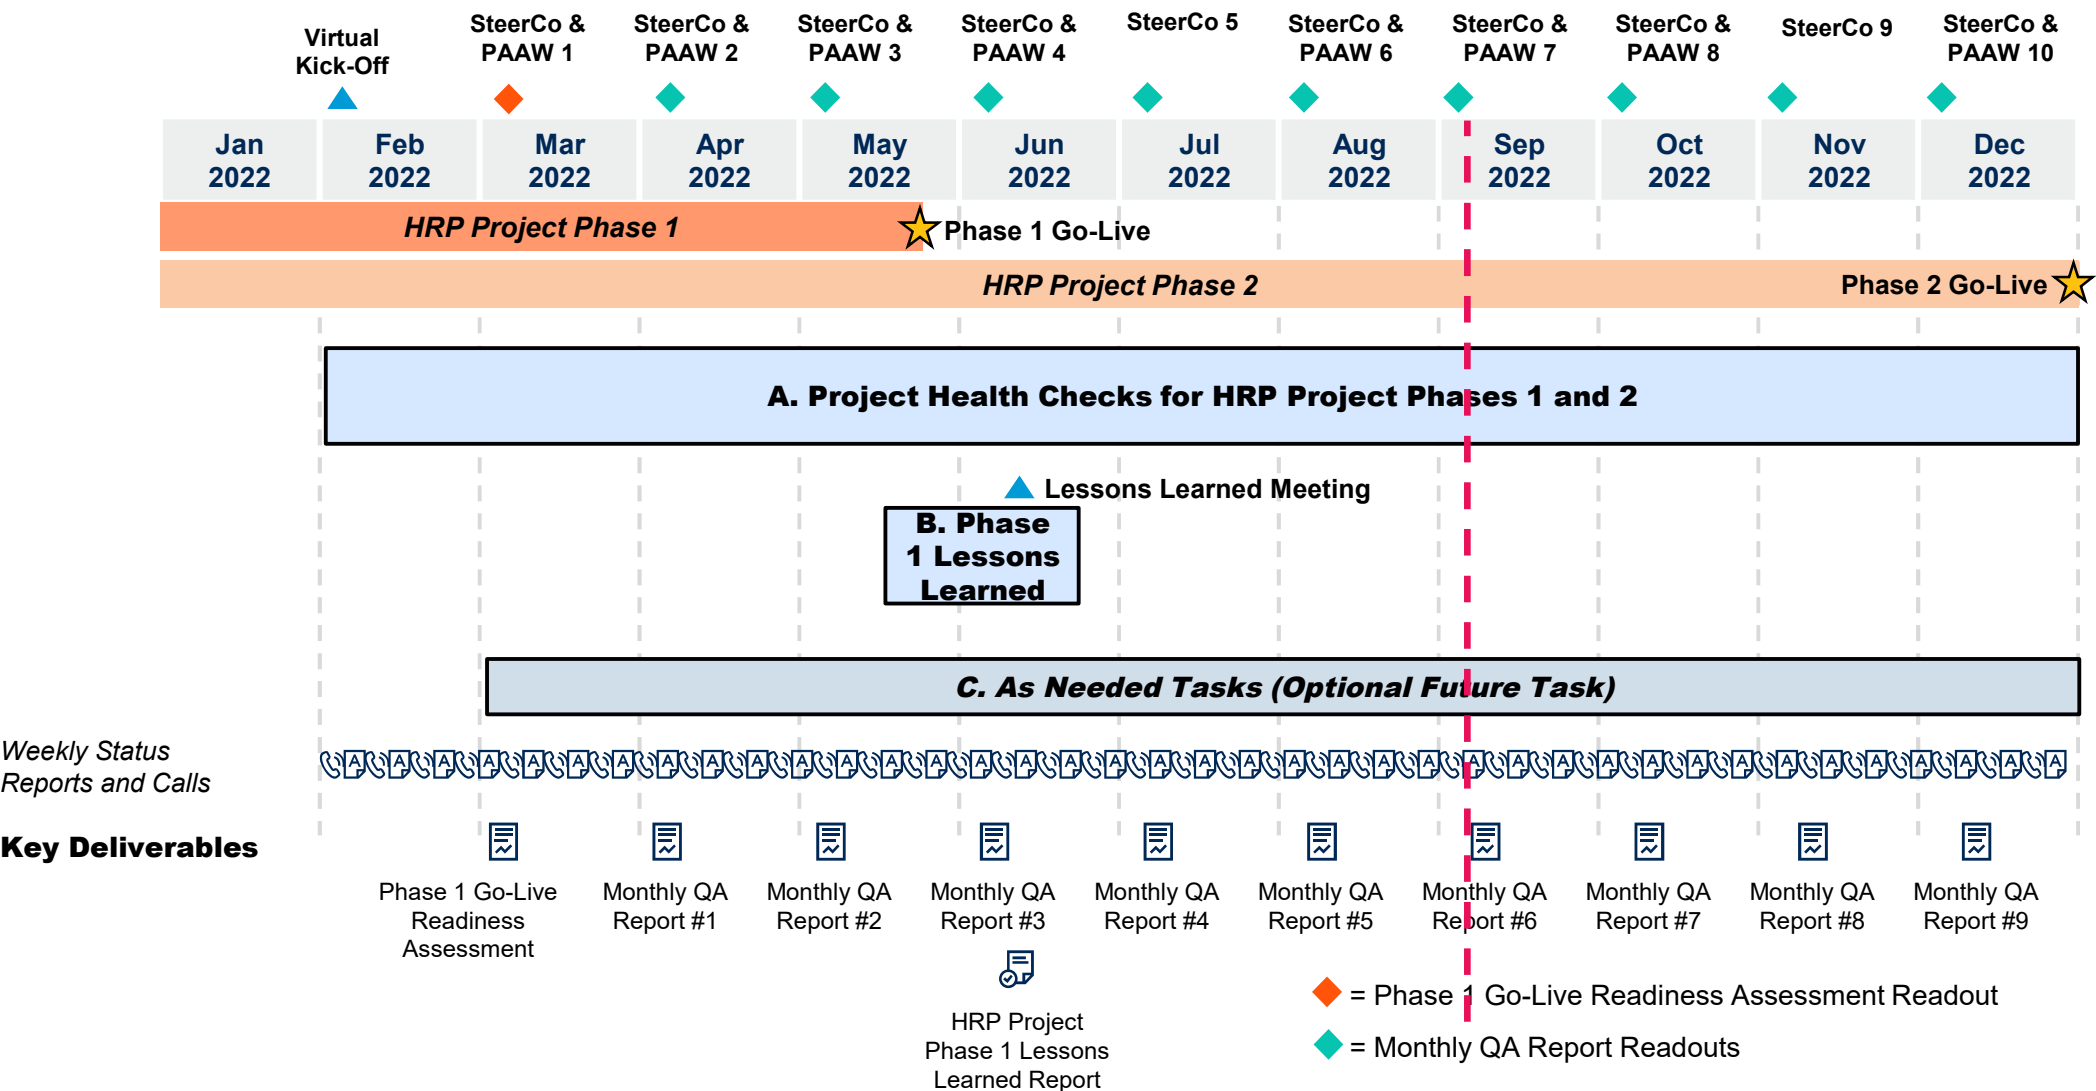 Virtual
Kick-Off
SteerCo &
PAAW 1
SteerCo &
PAAW 2
SteerCo &
PAAW 3
SteerCo &
PAAW 4
SteerCo 5
SteerCo &
PAAW 6
SteerCo &
PAAW 7
SteerCo &
PAAW 8
SteerCo 9
SteerCo &
PAAW 10
Jan
2022
Feb
2022
Mar
2022
Apr
2022
May
2022
Jun
2022
Jul
2022
Aug
2022
Sep
2022
Oct
2022
Nov
2022
Dec
2022
HRP Project Phase 1
Phase 1 Go-Live
HRP Project Phase 2
Phase 2 Go-Live
A. Project Health Checks for HRP Project Phases 1 and 2
Lessons Learned Meeting
B. Phase
1 Lessons
Learned
C. As Needed Tasks (Optional Future Task)
Weekly Status
Reports and Calls
Key Deliverables
Phase 1 Go-Live
Readiness
Assessment
Monthly QA
Report #1
Monthly QA
Report #2
Monthly QA
Report #3
Monthly QA
Report #4
Monthly QA
Report #5
Monthly QA
Report #6
Monthly QA
Report #7
Monthly QA
Report #8
Monthly QA
Report #9
HRP Project
Phase 1 Lessons
Learned Report
= Phase 1 Go-Live Readiness Assessment Readout
= Monthly QA Report Readouts